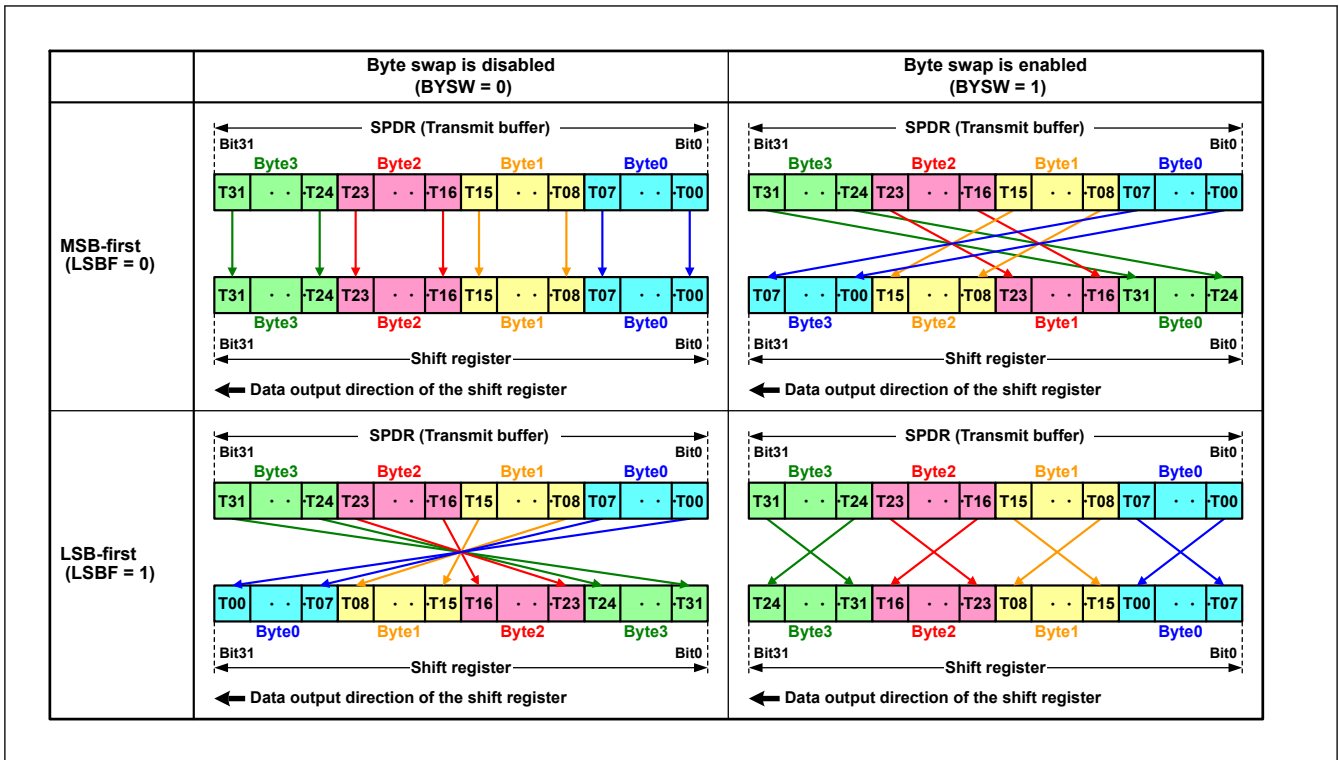 Byte swap is disabled
(BYSW = 0)
Byte swap is enabled
(BYSW = 1)
MSB-first
(LSBF = 0)
SPDR (Transmit buffer)
Bit31 Bit0
Byte3 Byte2 Byte1 Byte0
T31 · · ·T24 T23 · · ·T16 T15 · · ·T08 T07 · · ·T00
T31 · · ·T24 T23 · · ·T16 T15 · · ·T08 T07 · · ·T00
Byte3 Byte2 Byte1 Byte0
Bit31 Bit0
Shift register
Data output direction of the shift register
SPDR (Transmit buffer)
Bit31 Bit0
Byte3 Byte2 Byte1 Byte0
T31 · · ·T24 T23 · · ·T16 T15 · · ·T08 T07 · · ·T00
T07 · · ·T00 T15 · · ·T08 T23 · · ·T16 T31 · · ·T24
Byte3 Byte2 Byte1 Byte0
Bit31 Bit0
Shift register
Data output direction of the shift register
LSB-first
(LSBF = 1)
SPDR (Transmit buffer)
Bit31 Bit0
Byte3 Byte2 Byte1 Byte0
T31 · · ·T24 T23 · · ·T16 T15 · · ·T08 T07 · · ·T00
T00 · · ·T07 T08 · · ·T15 T16 · · ·T23 T24 · · ·T31
Byte0 Byte1 Byte2 Byte3
Bit31 Bit0
Shift register
Data output direction of the shift register
SPDR (Transmit buffer)
Bit31 Bit0
Byte3 Byte2 Byte1 Byte0
T31 · · ·T24 T23 · · ·T16 T15 · · ·T08 T07 · · ·T00
T24 · · ·T31 T16 · · ·T23 T08 · · ·T15 T00 · · ·T07
Byte3 Byte2 Byte1 Byte0
Bit31 Bit0
Shift register
Data output direction of the shift register